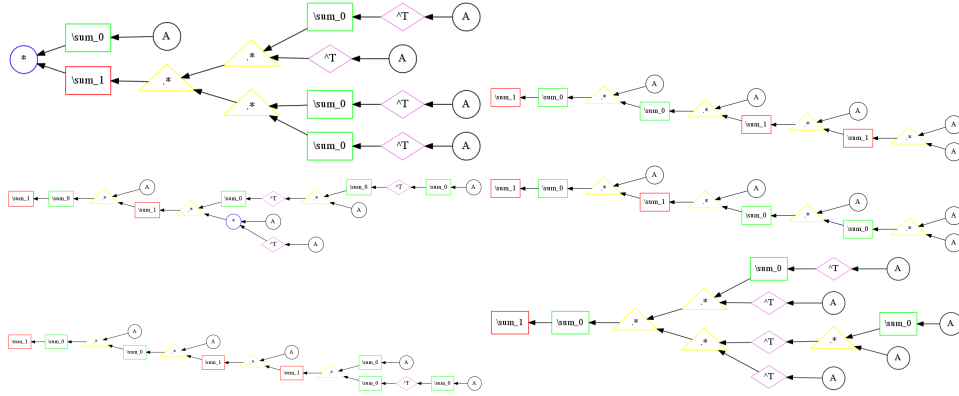 \sum_0 ^T A
\sum_0 A
* .* ^T A
\sum_1 .*
.* \sum_0 ^T A
\sum_0 ^T A
A
\sum_1 \sum_0 .* A
\sum_0 .* A
\sum_1 .* A
\sum_1 .*
A
A \sum_0 ^T \sum_0 A
\sum_1 \sum_0 .* \sum_0 ^T .*
\sum_1 .* A
* A
^T A
A
\sum_1 \sum_0 .*
\sum_1 .* A
\sum_0 .* A
\sum_0 .* A
A
A
\sum_1 \sum_0 .* A
\sum_0 .* A
\sum_1 .* \sum_0 A
\sum_1 .*
\sum_0 ^T \sum_0 A
\sum_0 ^T A
.* ^T A
\sum_1 \sum_0 .* \sum_0 A
.* ^T .* A
^T A